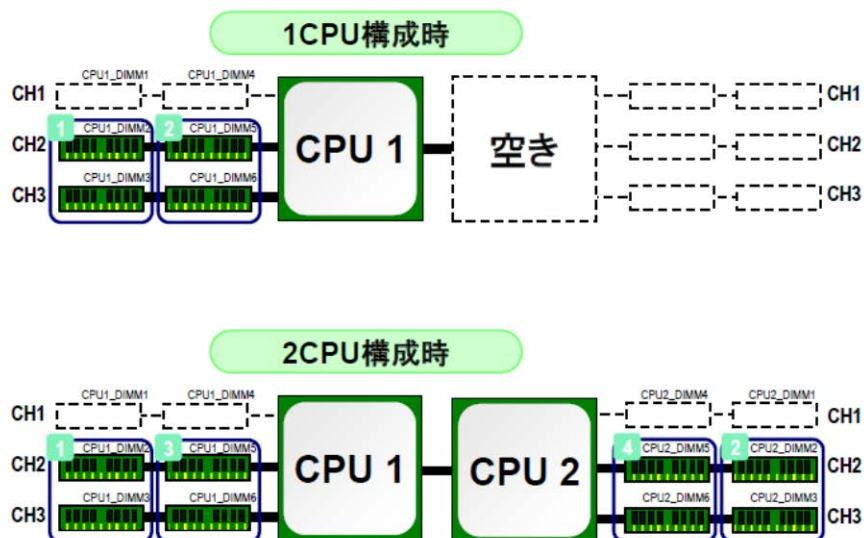 1CPU構成時
CPU1_DIMM1 CPU1_DIMM4
CH1 CH1
1 CPU1_DIMM2 2 CPU1_DIMM5
CH2 CPU 1 空き CH2
CPU1_DIMM3 CPU1_DIMM6
CH3 CH3
2CPU構成時
CPU1_DIMM1 CPU1_DIMM4 CPU2_DIMM4 CPU2_DIMM1
CH1 CH1
1 CPU1_DIMM2 3 CPU1_DIMM5 4 CPU2_DIMM5 2 CPU2_DIMM2
CH2 CPU 1 CPU 2 CH2
CPU1_DIMM3 CPU1_DIMM6 CPU2_DIMM6 CPU2_DIMM3
CH3 CH3